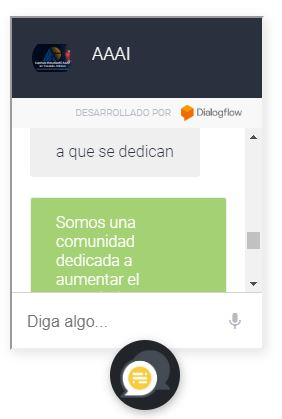 AAAI
DESARROLLADO POR Dialogflow
a que se dedican
Somos una
comunidad
dedicada a
aumentar el
Diga algo...